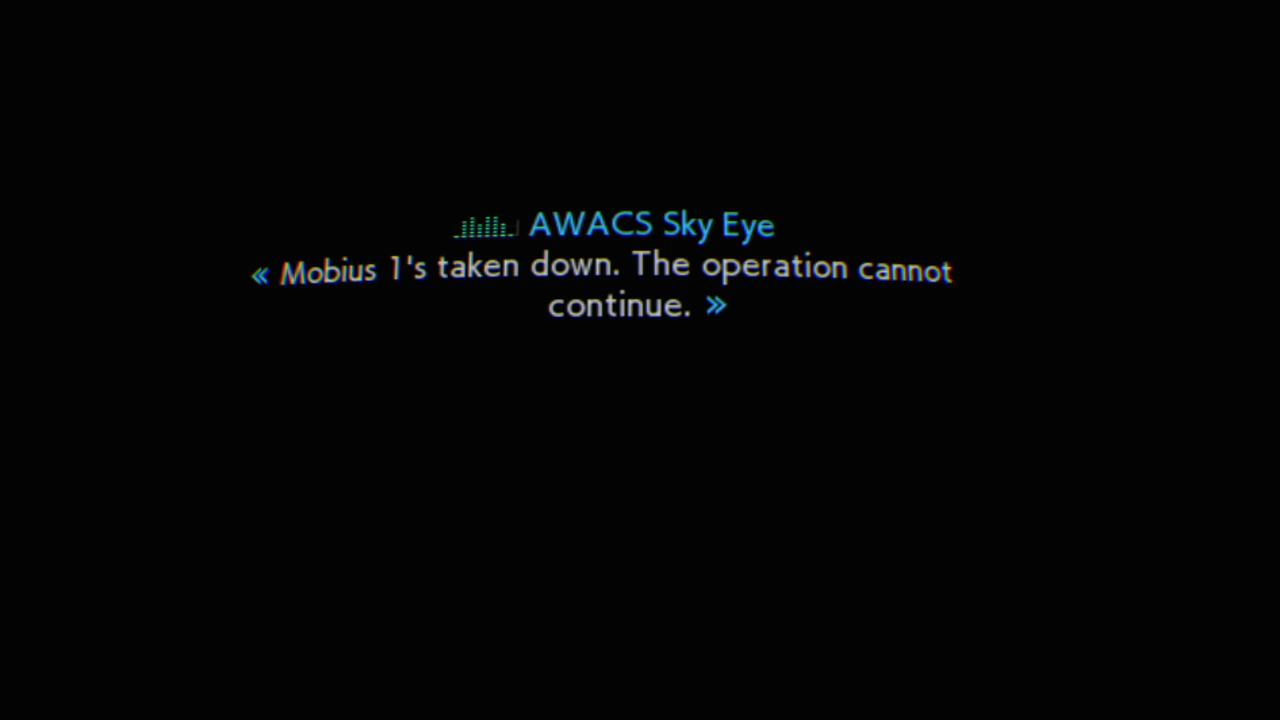 AWACS Sky Eye
« Mobius 1's taken down. The operation cannot
continue. »